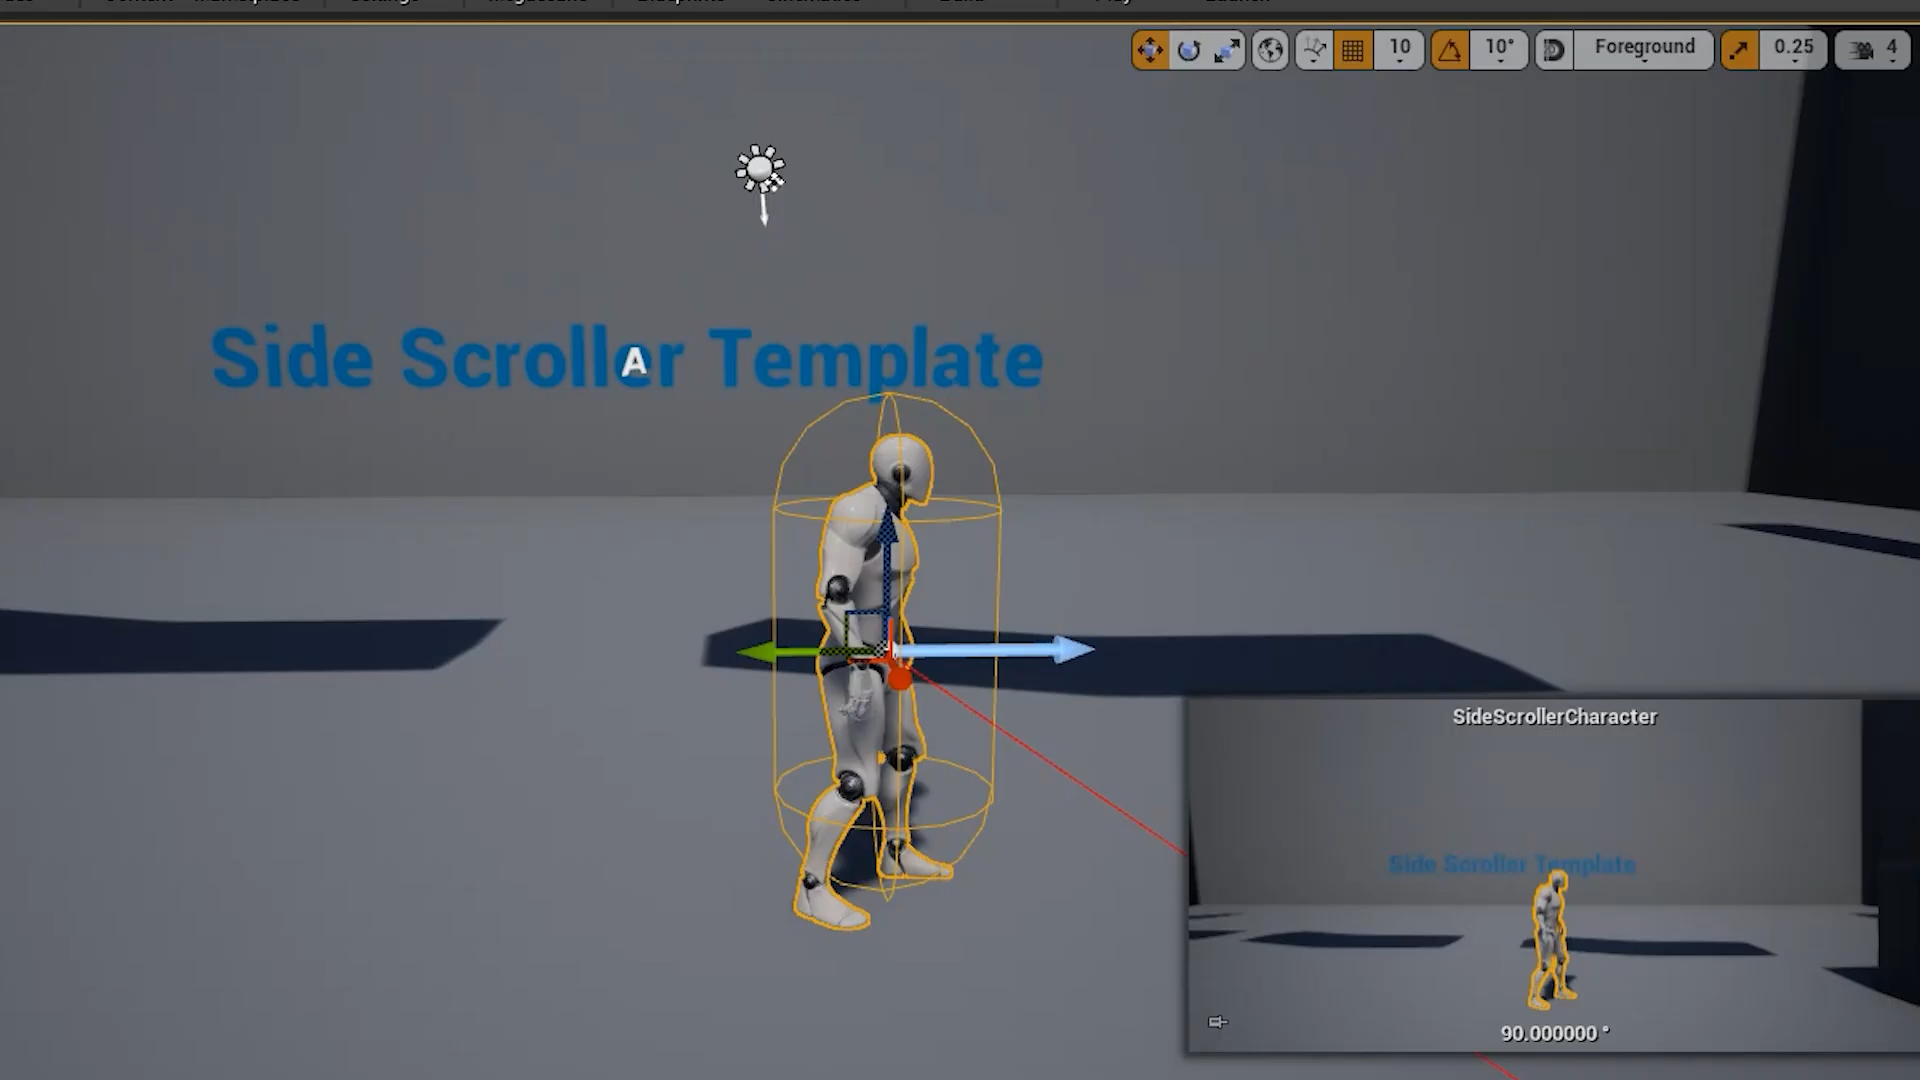 10
10°
Foreground
0.25
4
Side Scroller Template
A
SideScrollerCharacter
Side Scroller Template
90.000000 °